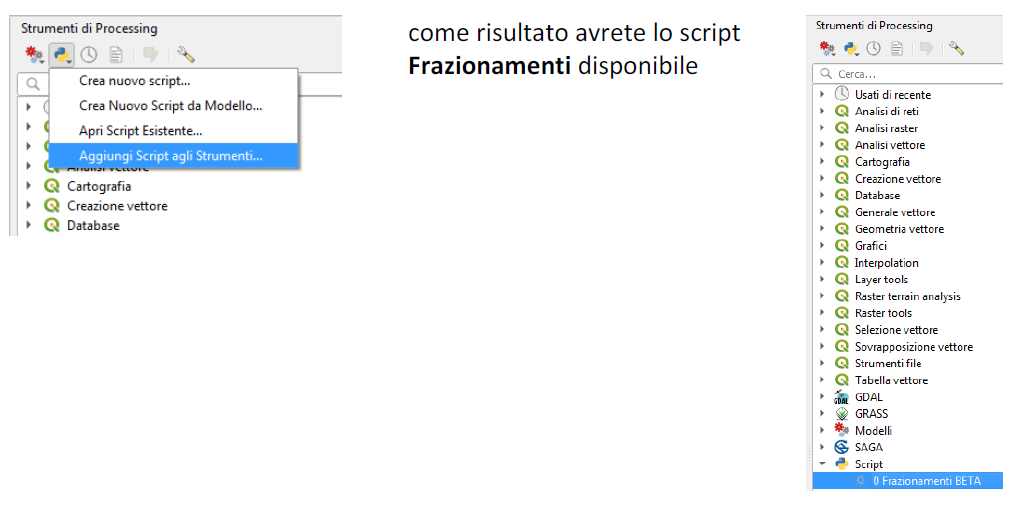 Strumenti di Processing
Crea nuovo script...
Crea Nuovo Script da Modello...
Apri Script Esistente...
Aggiungi Script agli Strumenti...
Analisi vettore
Cartografia
Creazione vettore
Database
come risultato avrete lo script
Frazionamenti disponibile
Strumenti di Processing
Cerca...
Usati di recente
Analisi di reti
Analisi raster
Analisi vettore
Cartografia
Creazione vettore
Database
Generale vettore
Geometria vettore
Grafici
Interpolation
Layer tools
Raster terrain analysis
Raster tools
Selezione vettore
Sovrapposizione vettore
Strumenti file
Tabella vettore
GDAL
GDAL
GRASS
Modelli
SAGA
Script
0 Frazionamenti BETA